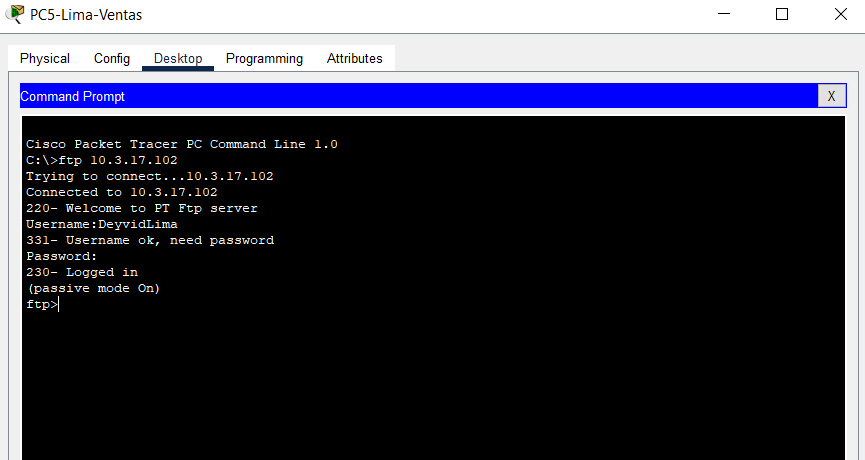 PC5-Lima-Ventas
Physical Config Desktop Programming Attributes
Command Prompt X
Cisco Packet Tracer PC Command Line 1.0
C:\>ftp 10.3.17.102
Trying to connect...10.3.17.102
Connected to 10.3.17.102
220- Welcome to PT Ftp server
Username:DeyvidLima
331- Username ok, need password
Password:
230- Logged in
(passive mode On)
ftp>